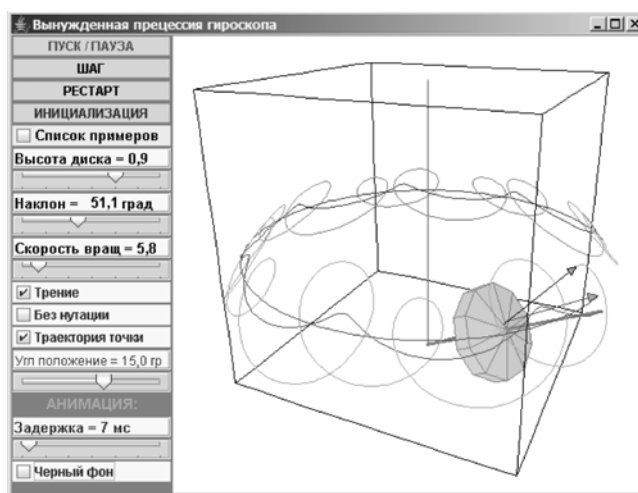 Вынужденная прецессия гироскопа
ПУСК / ПАУЗА
ШАГ
РЕСТАРТ
ИНИЦИАЛИЗАЦИЯ
Список примеров
Высота диска = 0,9
Наклон = 51,1 град
Скорость вращ = 5,8
Трение
Без нутации
Траектория точки
Угл положение = 15,0 гр
АНИМАЦИЯ:
Задержка = 7 мс
Черный фон